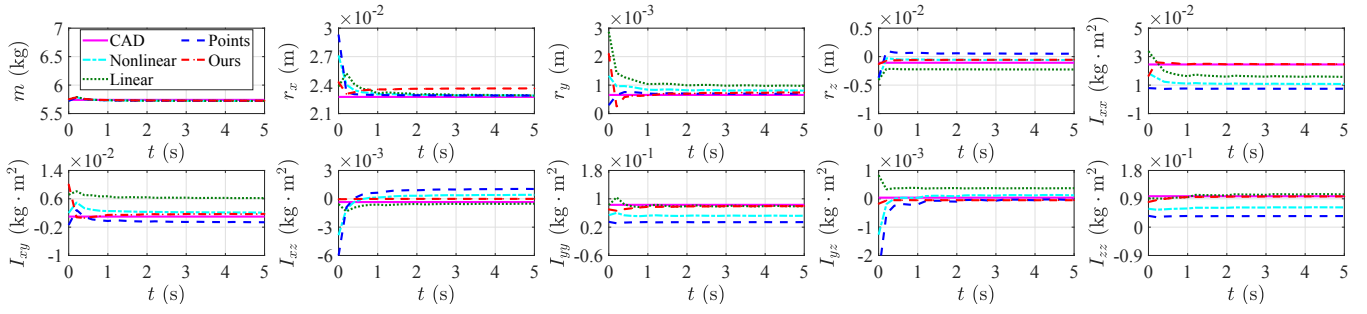 ×10⁻² ×10⁻³ ×10⁻² ×10⁻²
7 3 3 1 5
CAD Points
Nonlinear Ours
Linear
6.5 2.7 2 0.5 3
6 2.4 1 0 1
-0.5
5.5 2.1 0 -1 -1
m (kg) r_x (m) r_y (m) r_z (m) I_xx (kg · m²)
0 1 2 3 4 5 0 1 2 3 4 5 0 1 2 3 4 5 0 1 2 3 4 5 0 1 2 3 4 5
t (s) t (s) t (s) t (s) t (s)
×10⁻² ×10⁻³ ×10⁻¹ ×10⁻³ ×10⁻¹
1.4 3 1.8 1 1.8
0.6 0 1 0 0.9
-0.2 -3 0.2 -1 0
-1 -6 -0.6 -2 -0.9
I_xy (kg · m²) I_xz (kg · m²) I_yy (kg · m²) I_yz (kg · m²) I_zz (kg · m²)
0 1 2 3 4 5 0 1 2 3 4 5 0 1 2 3 4 5 0 1 2 3 4 5 0 1 2 3 4 5
t (s) t (s) t (s) t (s) t (s)